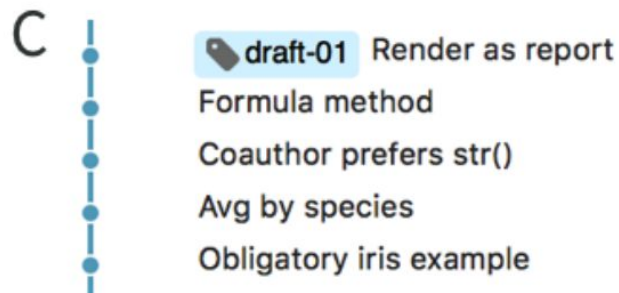 C
draft-01 Render as report
Formula method
Coauthor prefers str()
Avg by species
Obligatory iris example